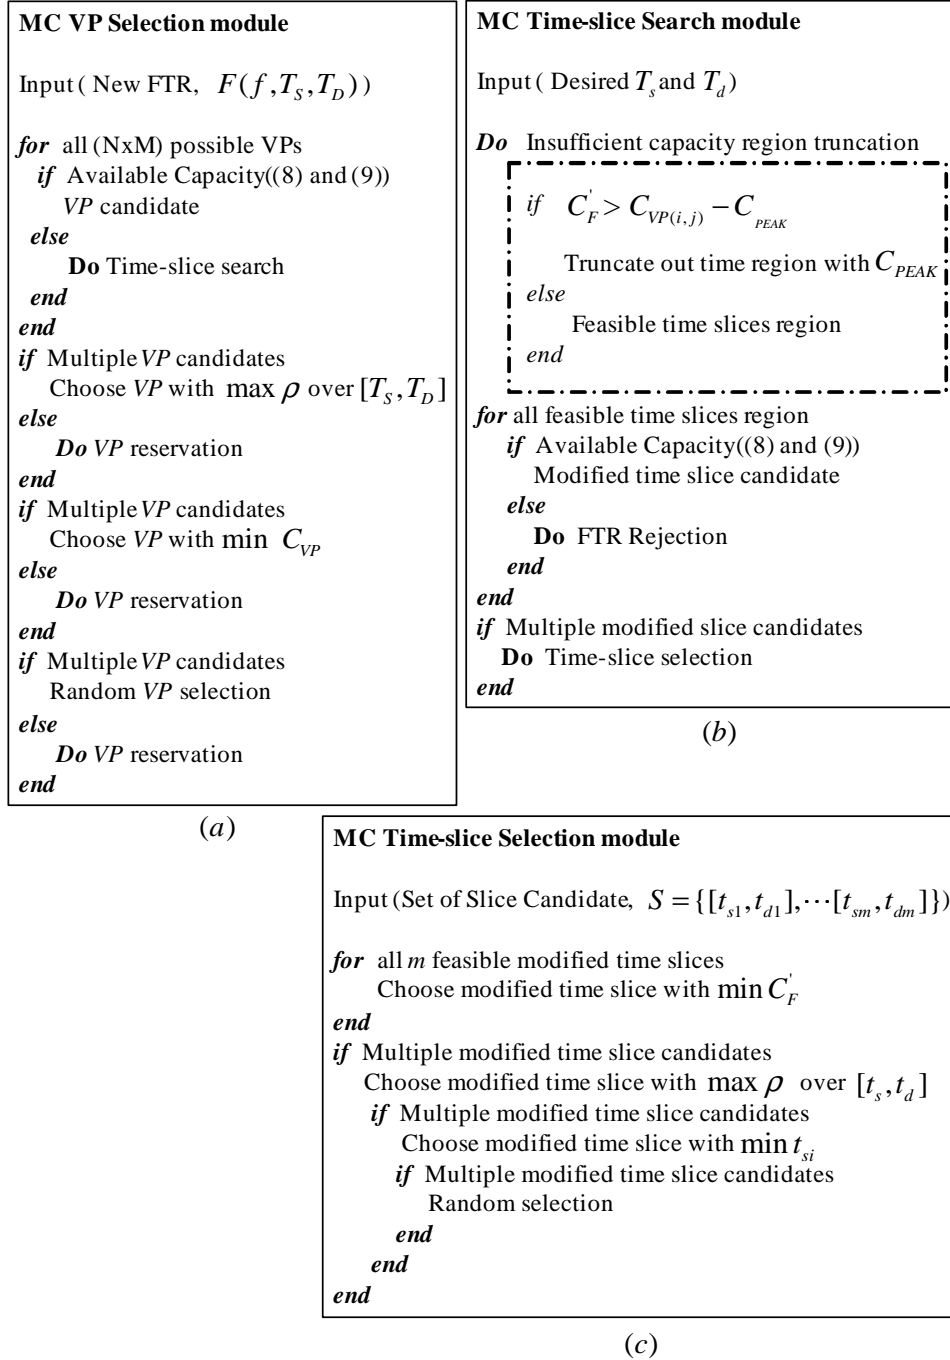 MC VP Selection module
Input ( New FTR, F(f,T_S,T_D))
for all (NxM) possible VPs
if Available Capacity((8) and (9))
VP candidate
else
Do Time-slice search
end
end
if Multiple VP candidates
Choose VP with max ρ over [T_S,T_D]
else
Do VP reservation
end
if Multiple VP candidates
Choose VP with min C_VP
else
Do VP reservation
end
if Multiple VP candidates
Random VP selection
else
Do VP reservation
end
(a)
MC Time-slice Search module
Input ( Desired T_s and T_d)
Do Insufficient capacity region truncation
if C'_F > C_VP(i,j) − C_PEAK
Truncate out time region with C_PEAK
else
Feasible time slices region
end
for all feasible time slices region
if Available Capacity((8) and (9))
Modified time slice candidate
else
Do FTR Rejection
end
end
if Multiple modified slice candidates
Do Time-slice selection
end
(b)
MC Time-slice Selection module
Input (Set of Slice Candidate, S = {[t_s1,t_d1],⋯[t_sm,t_dm]})
for all m feasible modified time slices
Choose modified time slice with min C'_F
end
if Multiple modified time slice candidates
Choose modified time slice with max ρ over [t_s,t_d]
if Multiple modified time slice candidates
Choose modified time slice with min t_si
if Multiple modified time slice candidates
Random selection
end
end
end
(c)